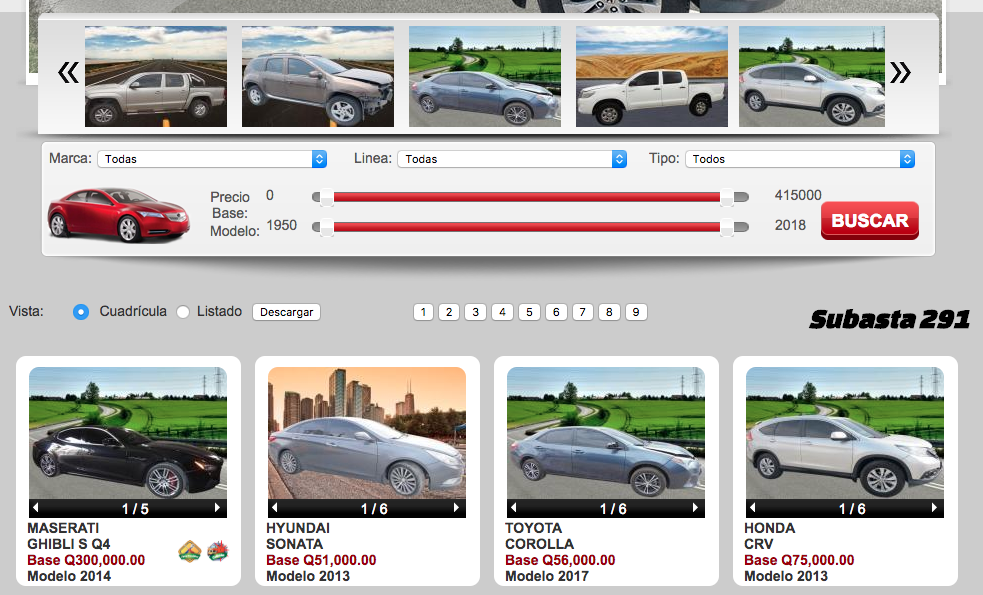 Marca: Todas Linea: Todas Tipo: Todos
Precio Base: 0 415000
Modelo: 1950 2018
BUSCAR
Vista: Cuadrícula Listado Descargar 1 2 3 4 5 6 7 8 9
Subasta 291
1 / 5
MASERATI
GHIBLI S Q4
Base Q300,000.00
Modelo 2014
1 / 6
HYUNDAI
SONATA
Base Q51,000.00
Modelo 2013
1 / 6
TOYOTA
COROLLA
Base Q56,000.00
Modelo 2017
1 / 6
HONDA
CRV
Base Q75,000.00
Modelo 2013